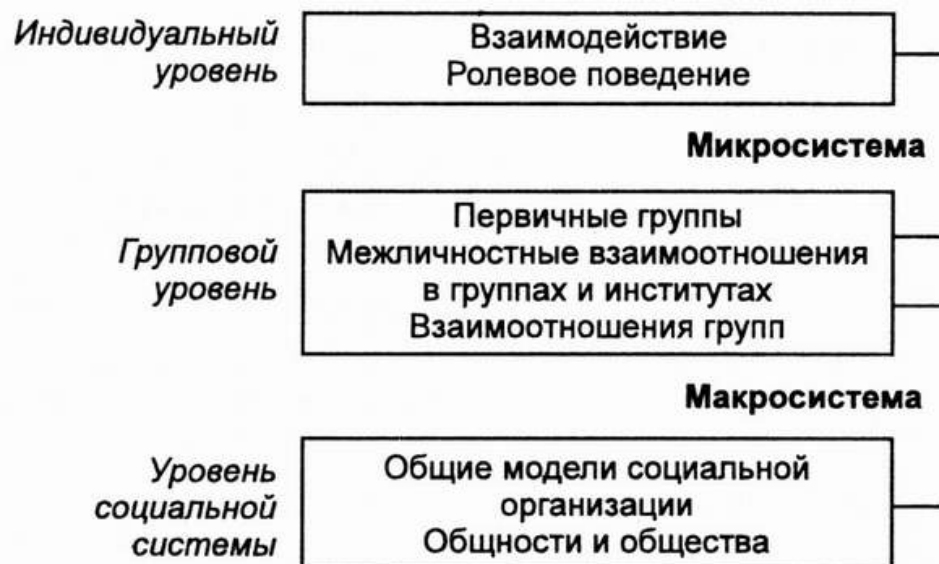 Индивидуальный
уровень
Взаимодействие
Ролевое поведение
Микросистема
Групповой
уровень
Первичные группы
Межличностные взаимоотношения
в группах и институтах
Взаимоотношения групп
Макросистема
Уровень
социальной
системы
Общие модели социальной
организации
Общности и общества